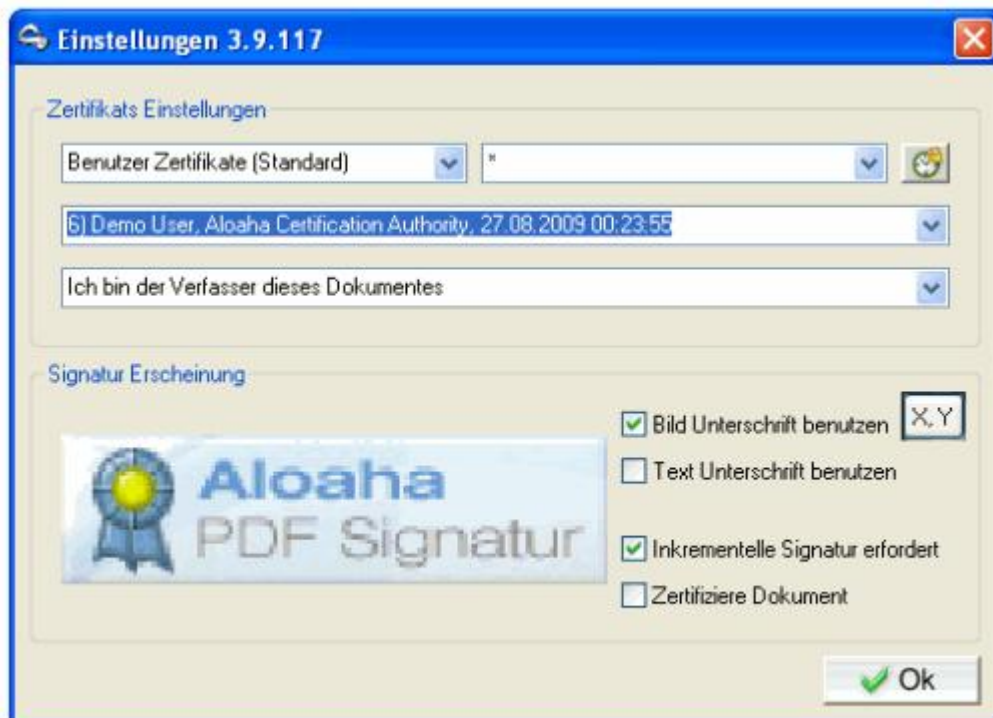 Einstellungen 3.9.117
Zertifikats Einstellungen
Benutzer Zertifikate (Standard) *
6) Demo User, Aloaha Certification Authority, 27.08.2009 00:23:55
Ich bin der Verfasser dieses Dokumentes
Signatur Erscheinung
Aloaha
PDF Signatur
Bild Unterschrift benutzen X,Y
Text Unterschrift benutzen
Inkrementelle Signatur erfordert
Zertifiziere Dokument
Ok